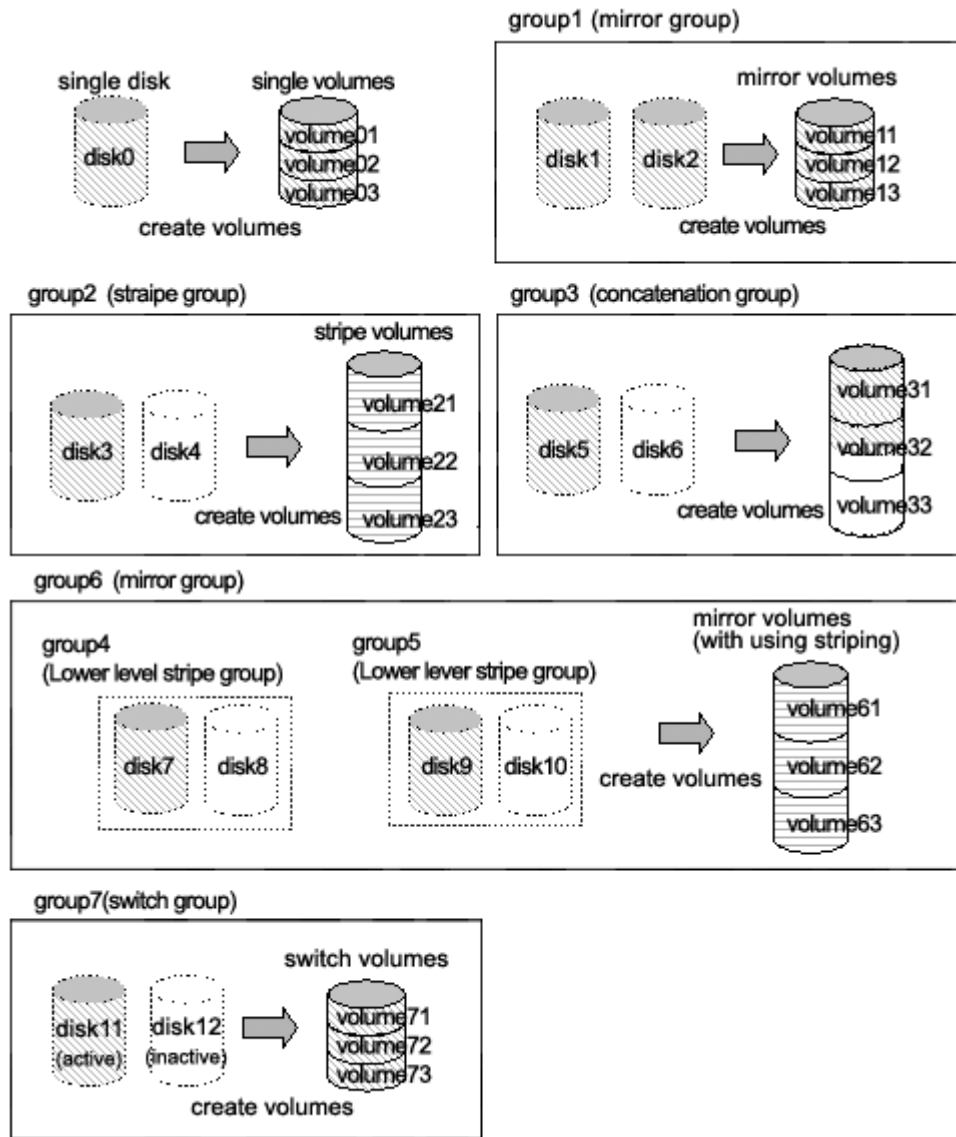 group1 (mirror group)
single disk
single volumes
disk0
volume01
volume02
volume03
create volumes
mirror volumes
disk1
disk2
volume11
volume12
volume13
create volumes
group2 (straipe group)
stripe volumes
disk3
disk4
volume21
volume22
volume23
create volumes
group3 (concatenation group)
disk5
disk6
volume31
volume32
volume33
create volumes
group6 (mirror group)
group4
(Lower level stripe group)
disk7
disk8
group5
(Lower lever stripe group)
disk9
disk10
create volumes
mirror volumes
(with using striping)
volume61
volume62
volume63
group7(switch group)
switch volumes
disk11
(active)
disk12
(inactive)
volume71
volume72
volume73
create volumes